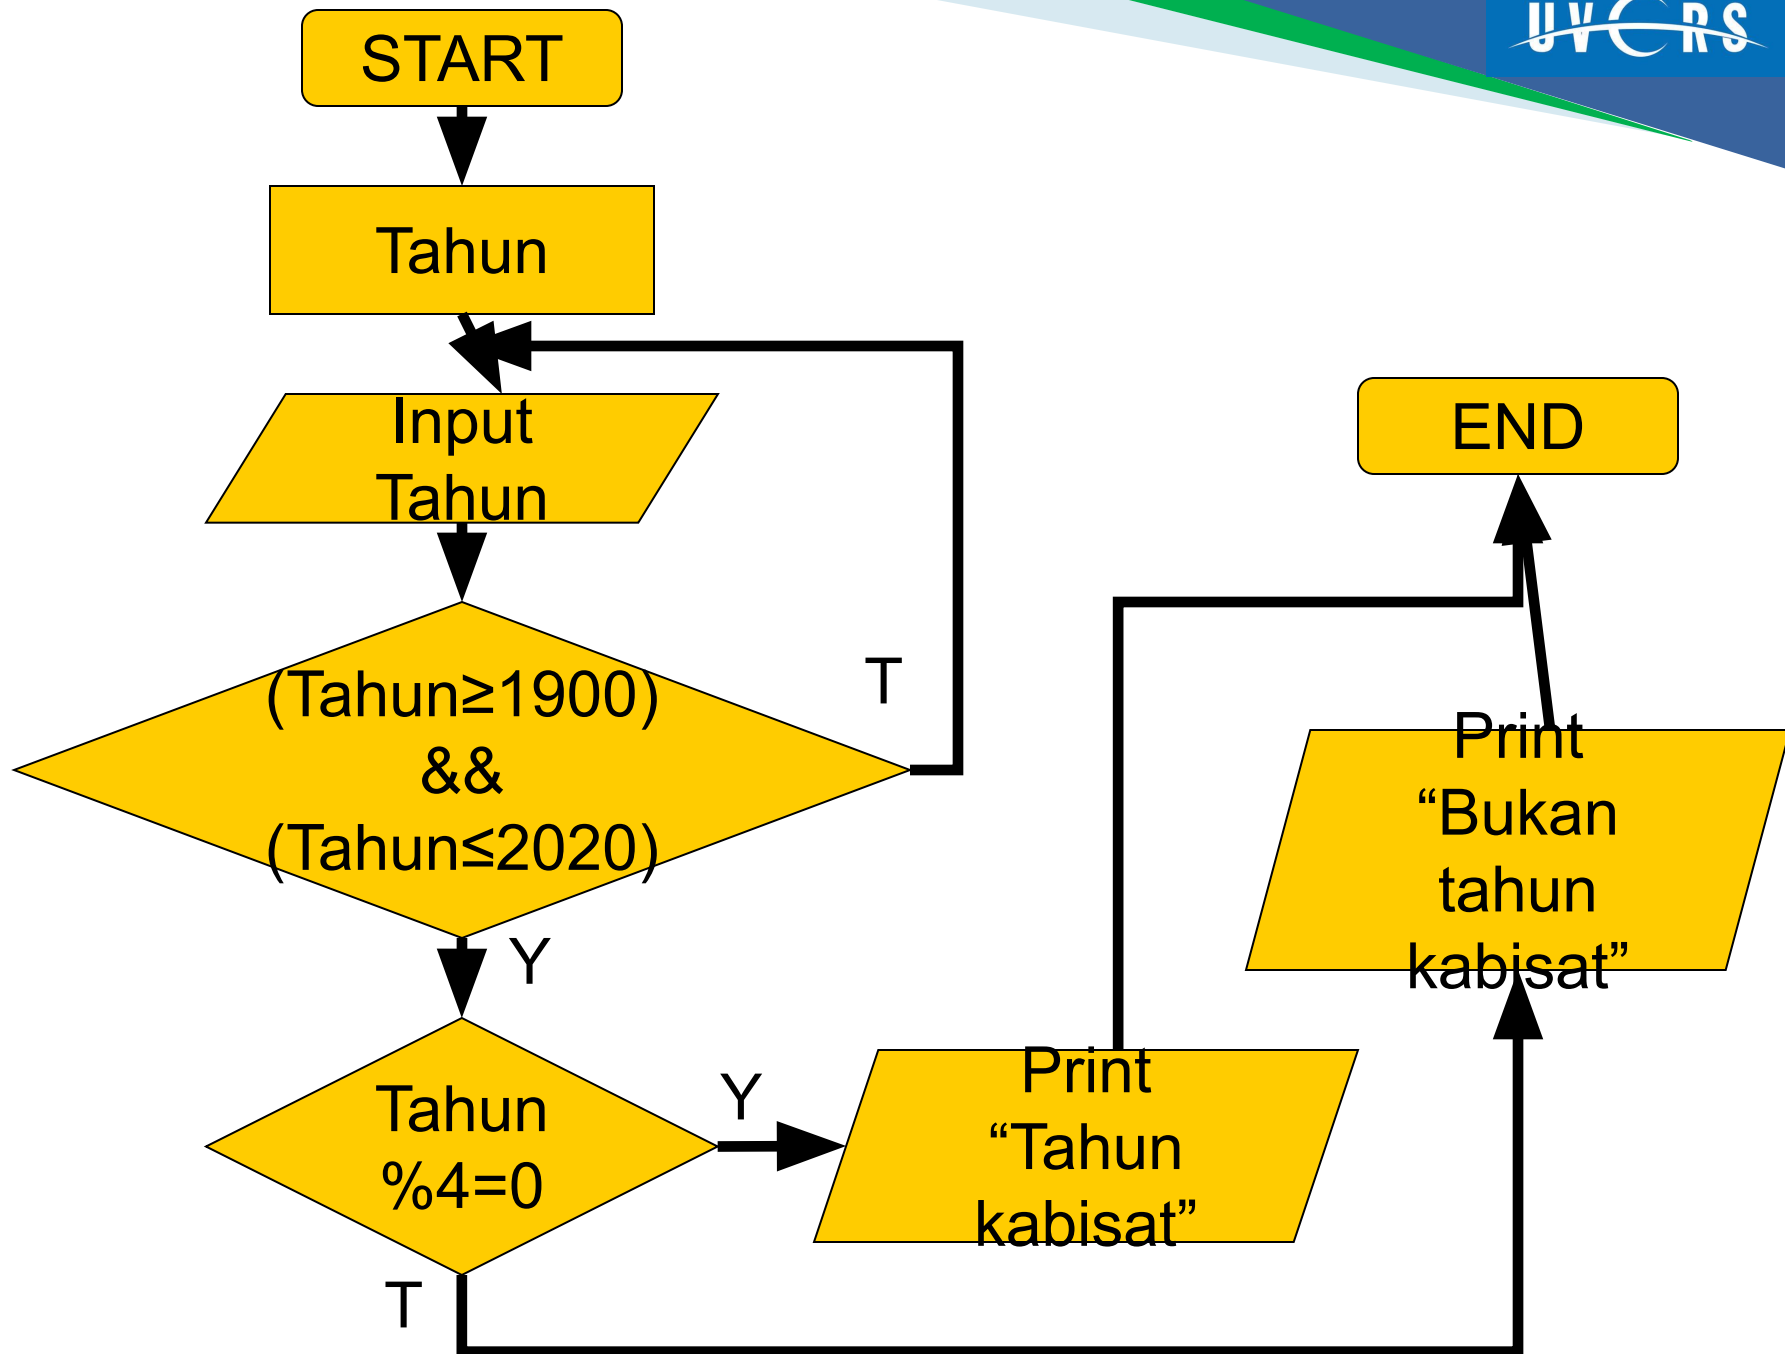 UVERS
START
Tahun
Input
Tahun
(Tahun≥1900)
&&
(Tahun≤2020)
T
Y
Tahun
%4=0
Y
T
Print
“Tahun
kabisat”
Print
“Bukan
tahun
kabisat”
END